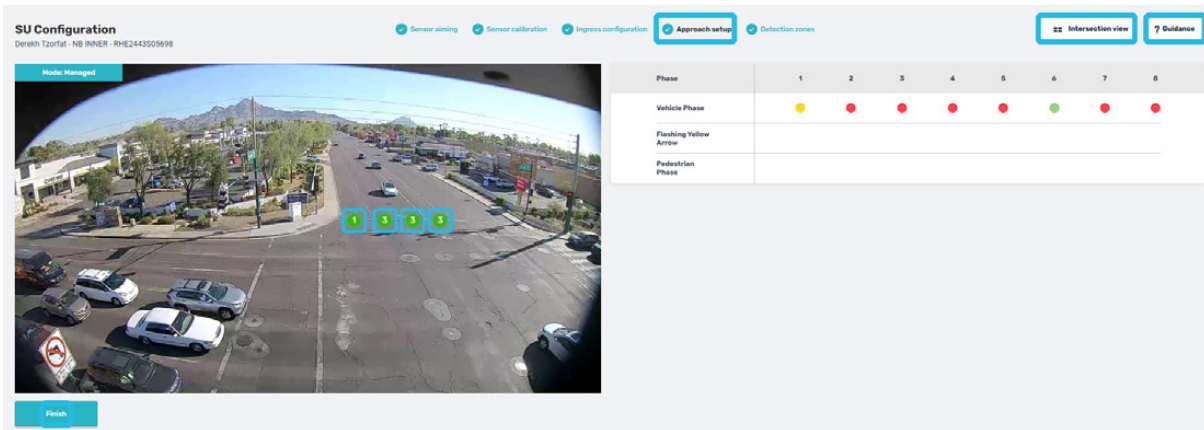 SU Configuration
Derekh Tzorfat - NB INNER - RHE2443S05698
Sensor aiming
Sensor calibration
Ingress configuration
Approach setup
Detection zones
Intersection view
? Guidance
Mode: Managed
1 3 3 3
Finish
Phase 1 2 3 4 5 6 7 8
Vehicle Phase
Flashing Yellow
Arrow
Pedestrian
Phase